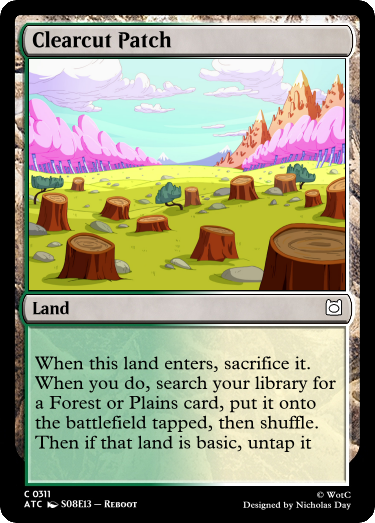 Clearcut Patch
Land
When this land enters, sacrifice it.
When you do, search your library for
a Forest or Plains card, put it onto
the battlefield tapped, then shuffle.
Then if that land is basic, untap it
C 0311
ATC S08E13 – Reboot
© WotC
Designed by Nicholas Day